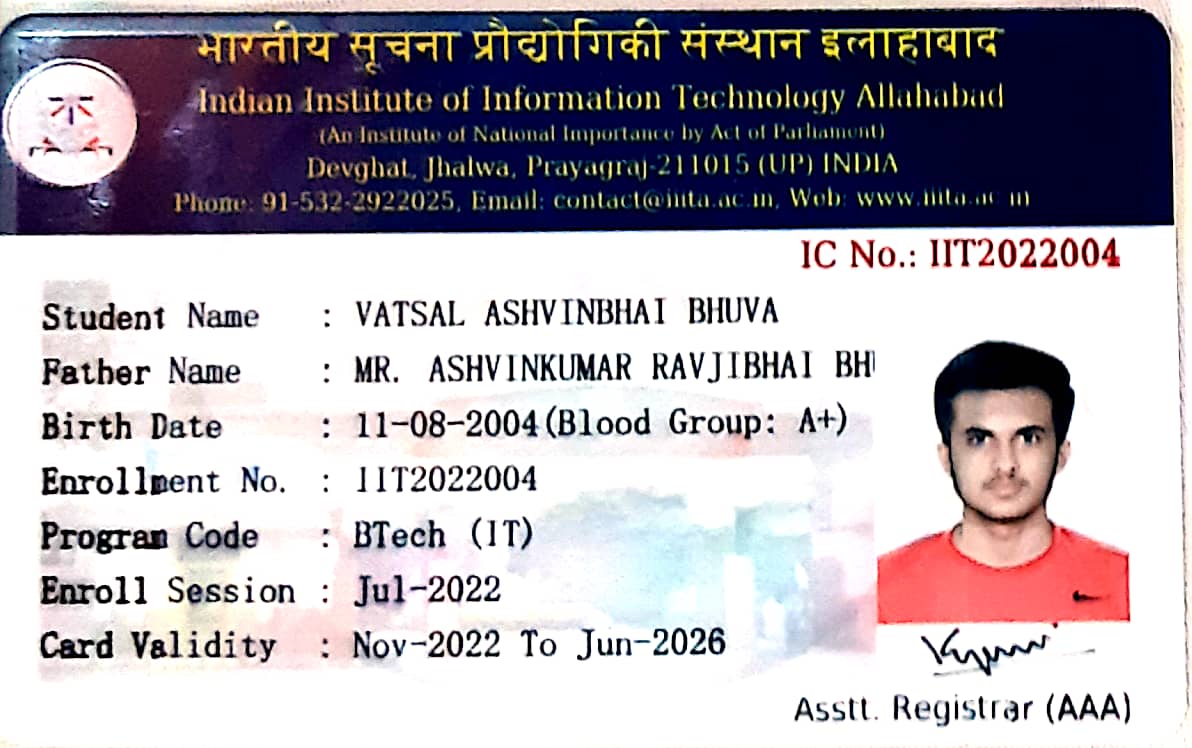 भारतीय सूचना प्रौद्योगिकी संस्थान इलाहाबाद
Indian Institute of Information Technology Allahabad
(An Institute of National Importance by Act of Parliament)
Devghat, Jhalwa, Prayagraj-211015 (UP) INDIA
Phone: 91-532-2922025, Email: contact@iiita.ac.in, Web: www.iiita.ac.in
IC No.: IIT2022004
Student Name : VATSAL ASHVINBHAI BHUVA
Father Name : MR. ASHVINKUMAR RAVJIBHAI
Birth Date : 11-08-2004(Blood Group: A+)
Enrollment No. : IIT2022004
Program Code : BTech (IT)
Enroll Session : Jul-2022
Card Validity : Nov-2022 To Jun-2026
Asstt. Registrar (AAA)